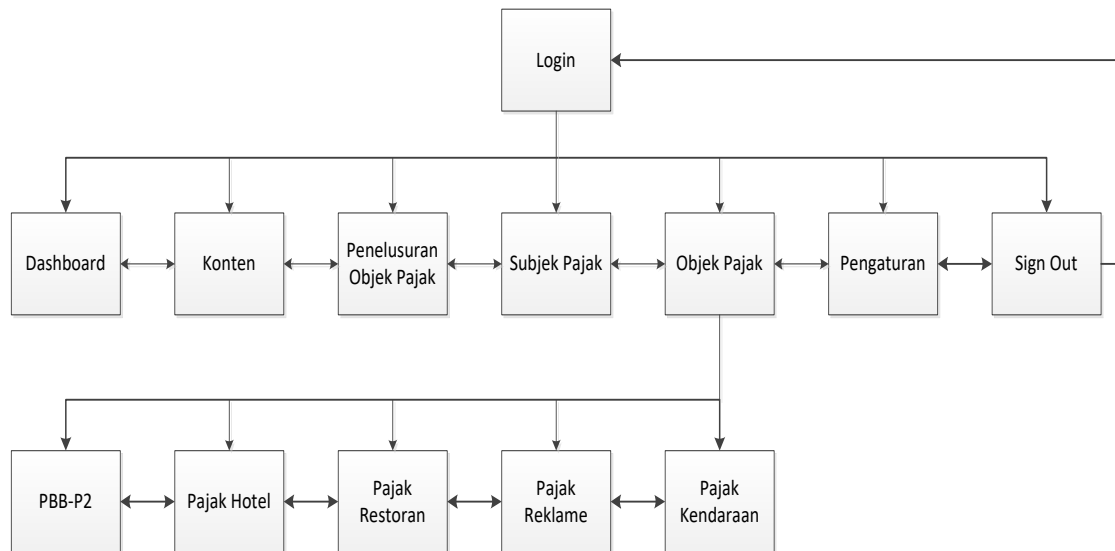 Login
Dashboard
Konten
Penelusuran
Objek Pajak
Subjek Pajak
Objek Pajak
Pengaturan
Sign Out
PBB-P2
Pajak Hotel
Pajak
Restoran
Pajak
Reklame
Pajak
Kendaraan